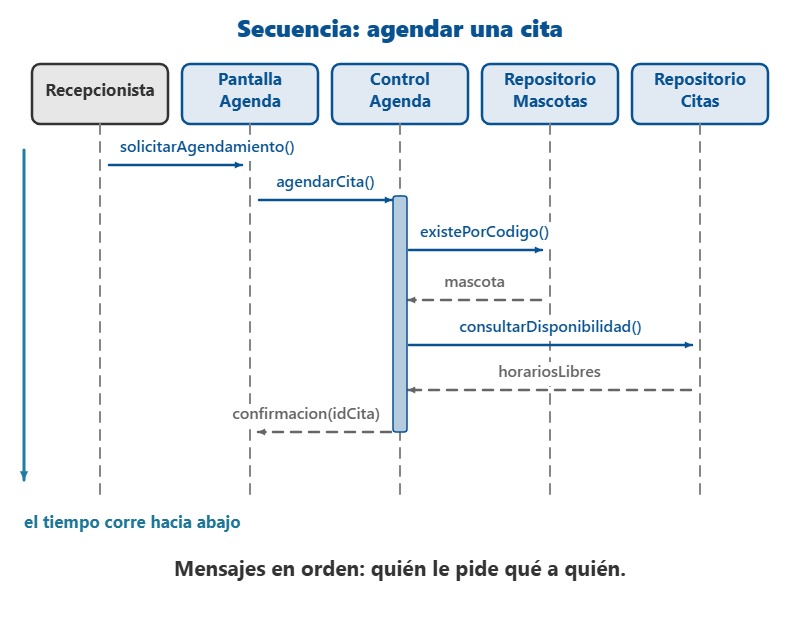 Secuencia: agendar una cita
Recepcionista
Pantalla
Agenda
Control
Agenda
Repositorio
Mascotas
Repositorio
Citas
solicitarAgendamiento()
agendarCita()
existePorCodigo()
mascota
consultarDisponibilidad()
horariosLibres
confirmacion(idCita)
el tiempo corre hacia abajo
Mensajes en orden: quién le pide qué a quién.